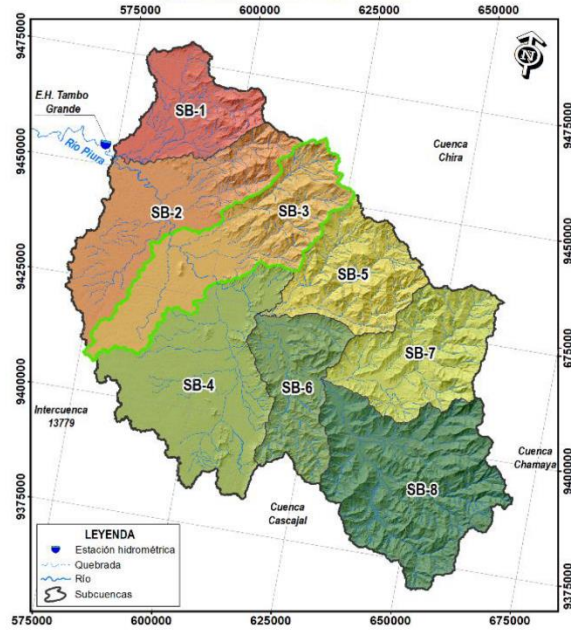 575000
600000
625000
650000
9475000
9450000
9425000
9400000
9375000
E.H. Tambo
Grande
Río Piura
SB-1
SB-2
SB-3
SB-4
SB-5
SB-6
SB-7
SB-8
Cuenca
Chira
Intercuenca
13779
Cuenca
Cascajal
Cuenca
Chamaya
N
9475000
9450000
675000
9400000
9375000
LEYENDA
Estación hidrométrica
Quebrada
Río
Subcuencas
575000
600000
625000
650000
675000